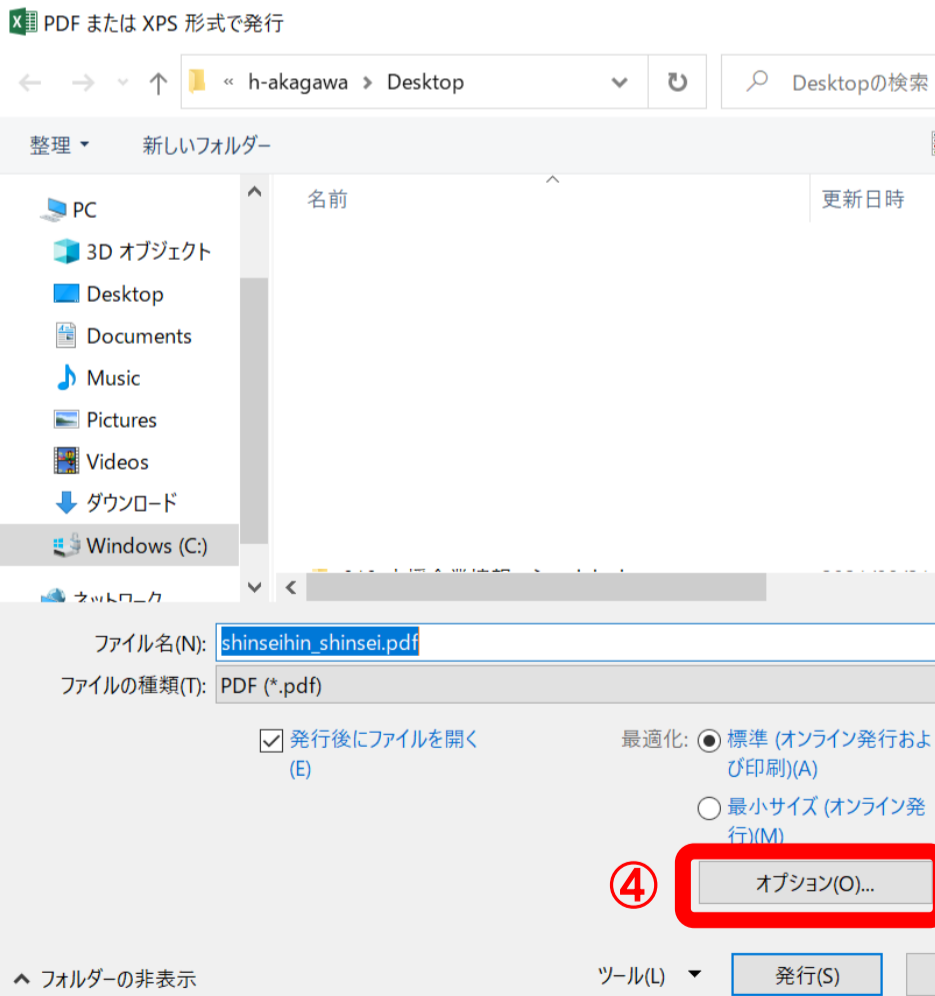 PDF または XPS 形式で発行
« h-akagawa > Desktop
Desktopの検索
整理
新しいフォルダー
名前
更新日時
PC
3D オブジェクト
Desktop
Documents
Music
Pictures
Videos
ダウンロード
Windows (C:)
ネットワーク
ファイル名(N):
shinseihin_shinsei.pdf
ファイルの種類(T):
PDF (*.pdf)
発行後にファイルを開く
(E)
最適化:
標準 (オンライン発行およ
び印刷)(A)
最小サイズ (オンライン発
行)(M)
④
オプション(O)...
フォルダーの非表示
ツール(L)
発行(S)